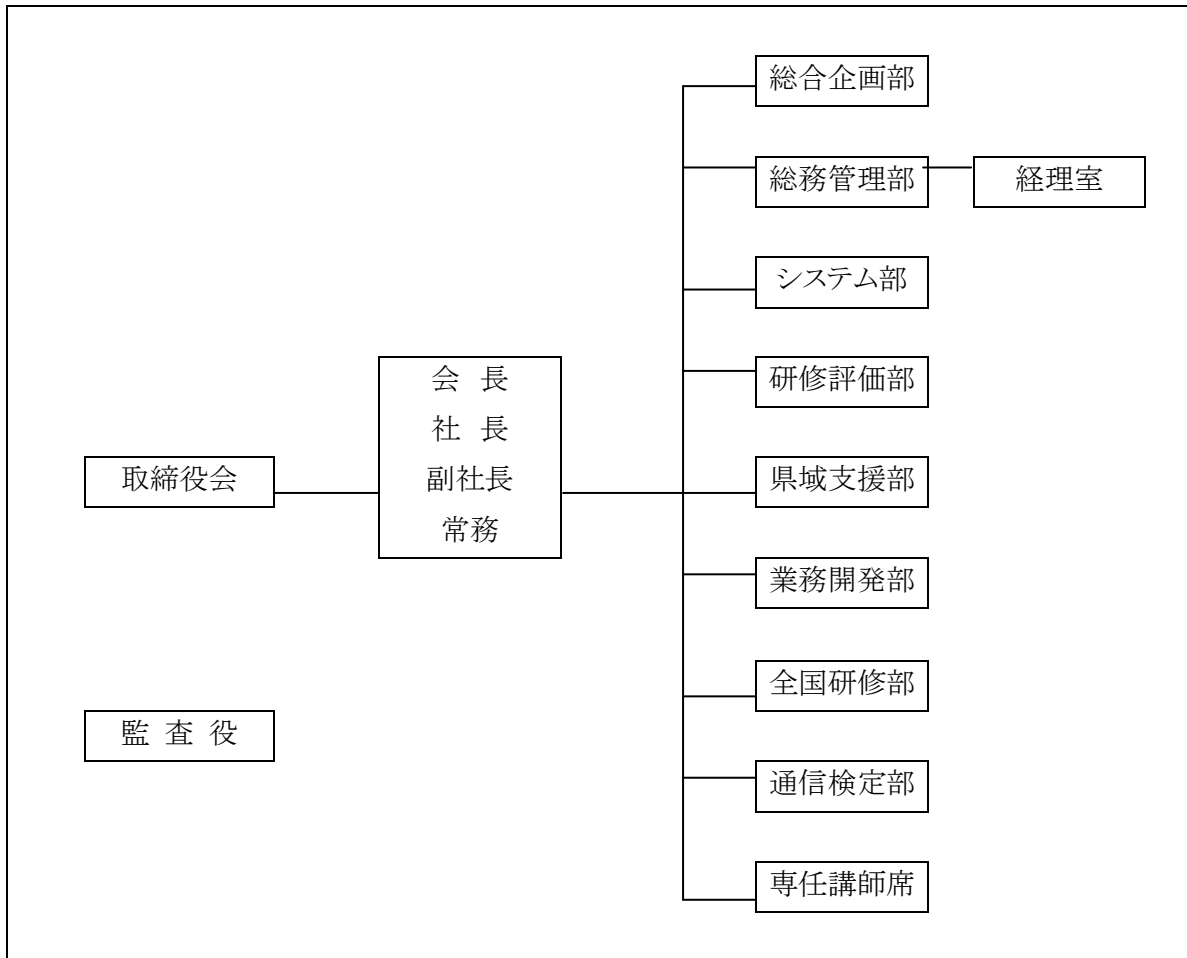 総合企画部
総務管理部
経理室
システム部
研修評価部
会 長
社 長
副社長
常務
取締役会
県域支援部
業務開発部
全国研修部
監 査 役
通信検定部
専任講師席